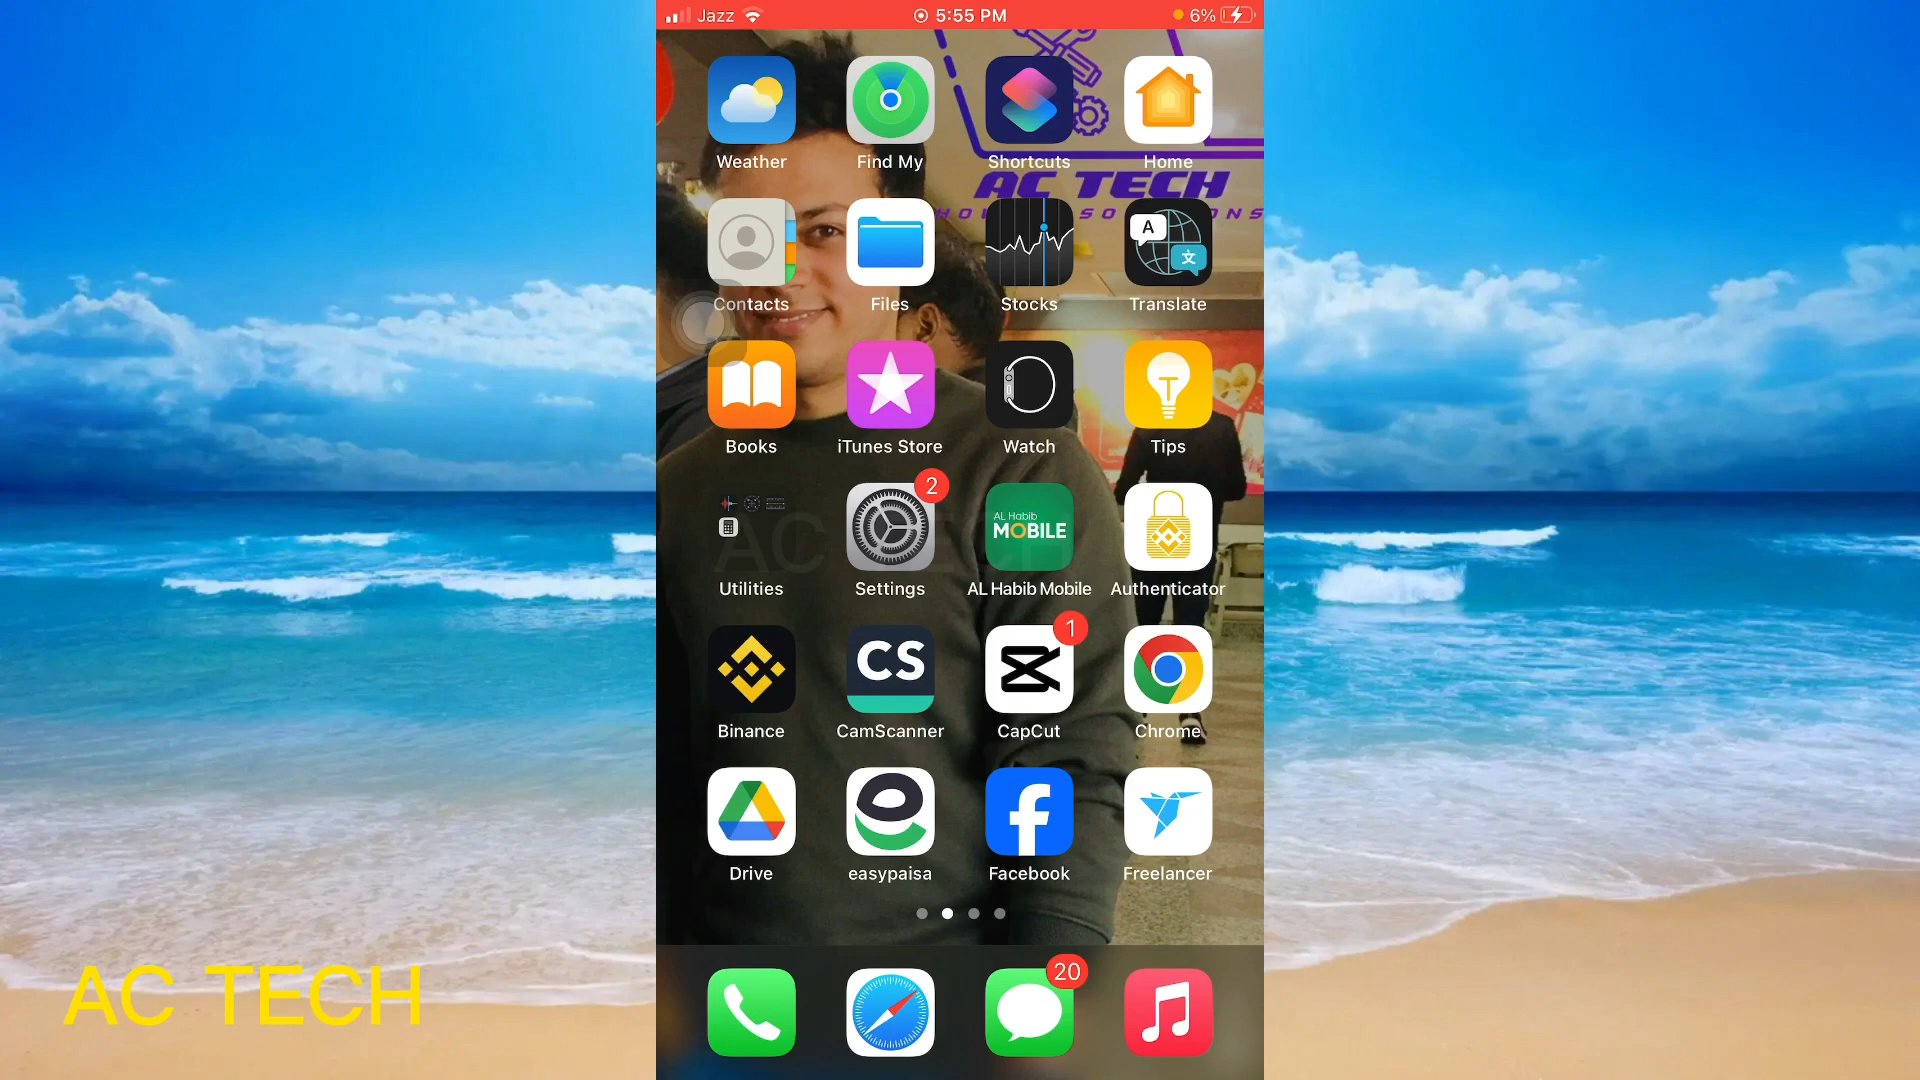 Jazz 5:55 PM 6%
AC TECH
Weather Find My Shortcuts Home
A 文
Contacts Files Stocks Translate
Books iTunes Store Watch Tips
2
AL Habib
MOBILE
AC TECH
Utilities Settings AL Habib Mobile Authenticator
1
CS
Binance CamScanner CapCut Chrome
Drive easypaisa Facebook Freelancer
20
AC TECH